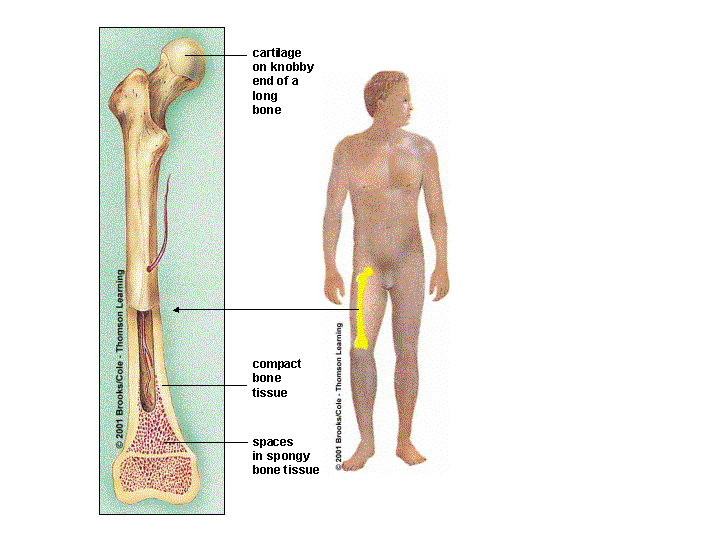 cartilage
on knobby
end of a
long
bone
compact
bone
tissue
spaces
in spongy
bone tissue
© 2001 Brooks/Cole - Thomson Learning
© 2001 Brooks/Cole - Thomson Learning